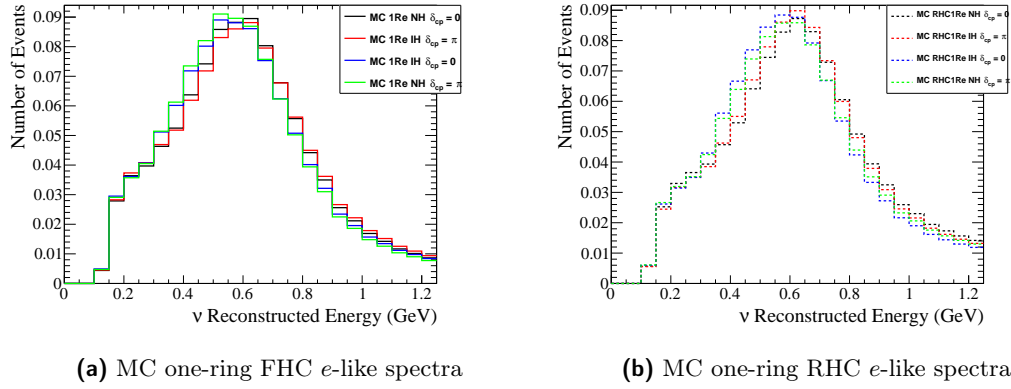 Number of Events
0.09
0.08
0.07
0.06
0.05
0.04
0.03
0.02
0.01
0
0 0.2 0.4 0.6 0.8 1 1.2
ν Reconstructed Energy (GeV)
MC 1Re NH δcp = 0
MC 1Re IH δcp = π
MC 1Re IH δcp = 0
MC 1Re NH δcp = π
(a) MC one-ring FHC e-like spectra
Number of Events
0.09
0.08
0.07
0.06
0.05
0.04
0.03
0.02
0.01
0
0 0.2 0.4 0.6 0.8 1 1.2
ν Reconstructed Energy (GeV)
MC RHC1Re NH δcp = 0
MC RHC1Re IH δcp = π
MC RHC1Re IH δcp = 0
MC RHC1Re NH δcp = π
(b) MC one-ring RHC e-like spectra